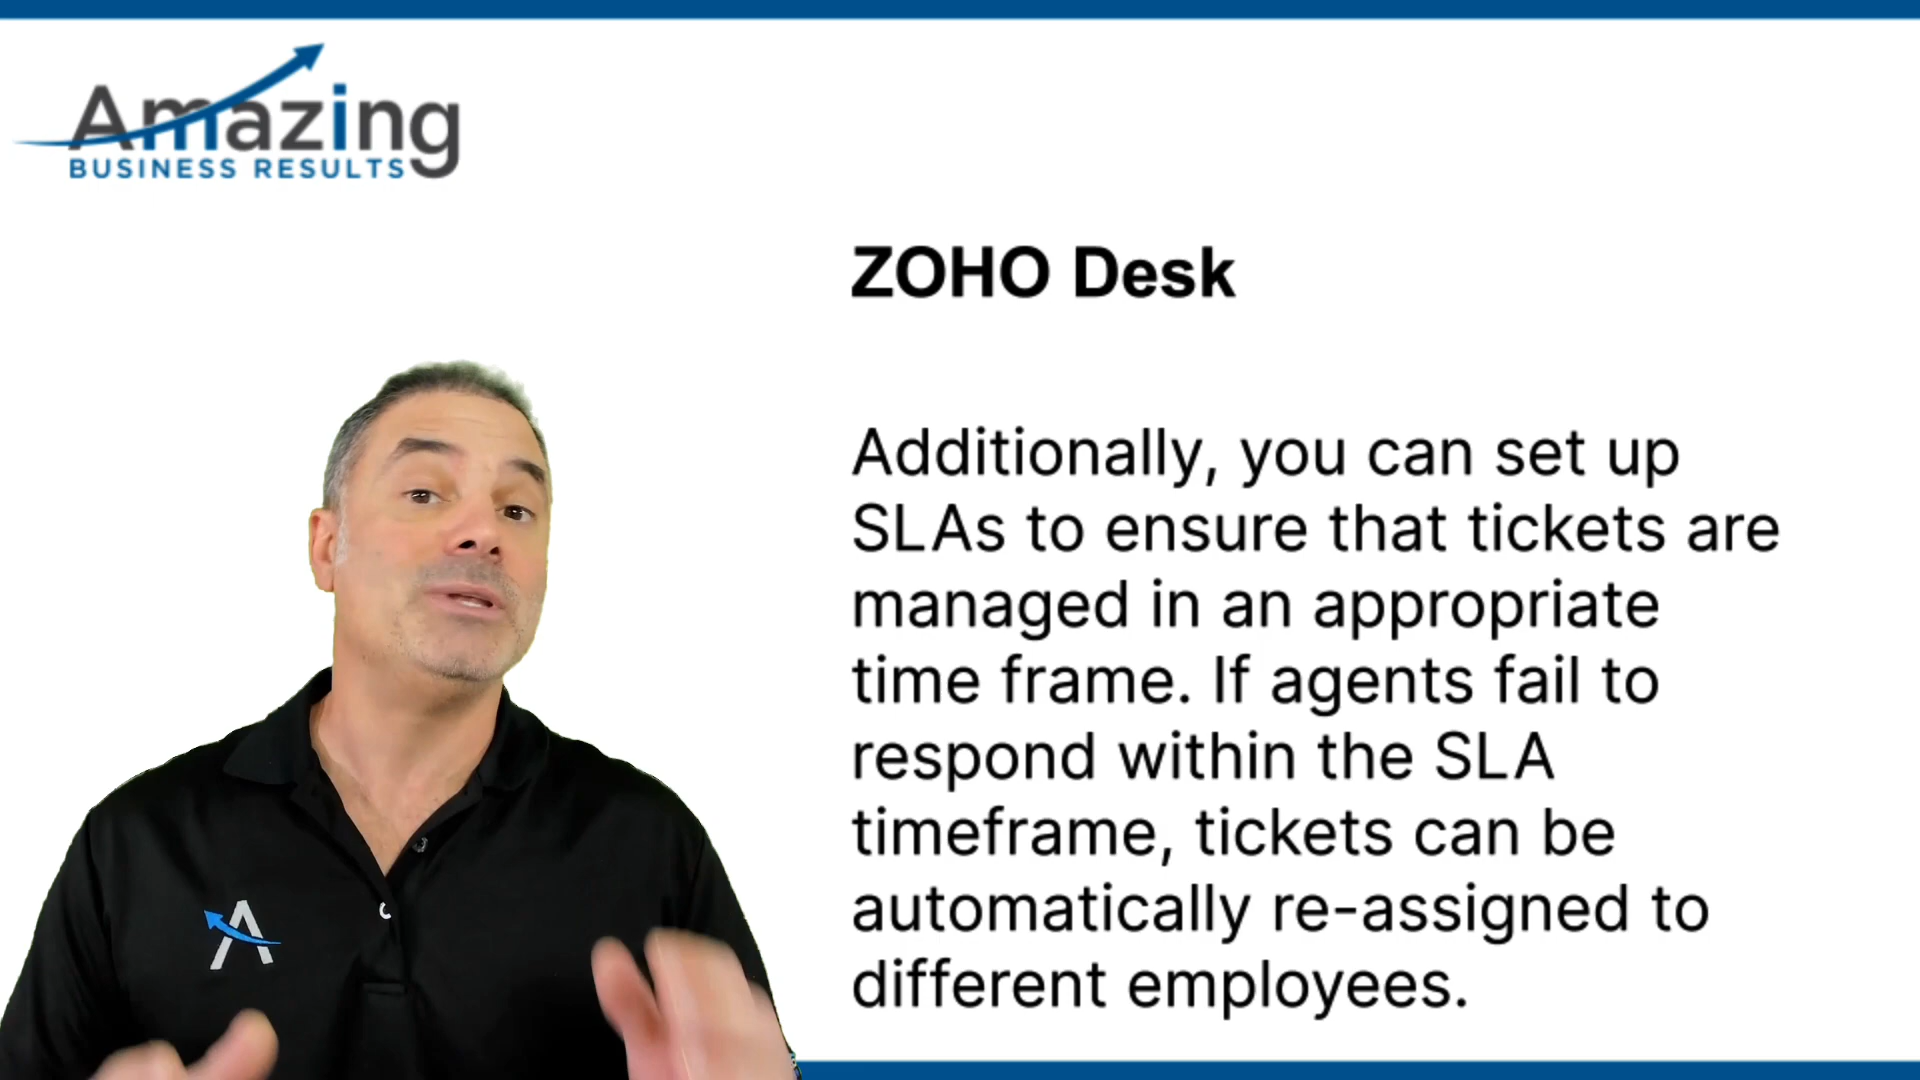 Amazing
BUSINESS RESULTS
ZOHO Desk
Additionally, you can set up
SLAs to ensure that tickets are
managed in an appropriate
time frame. If agents fail to
respond within the SLA
timeframe, tickets can be
automatically re-assigned to
different employees.
A